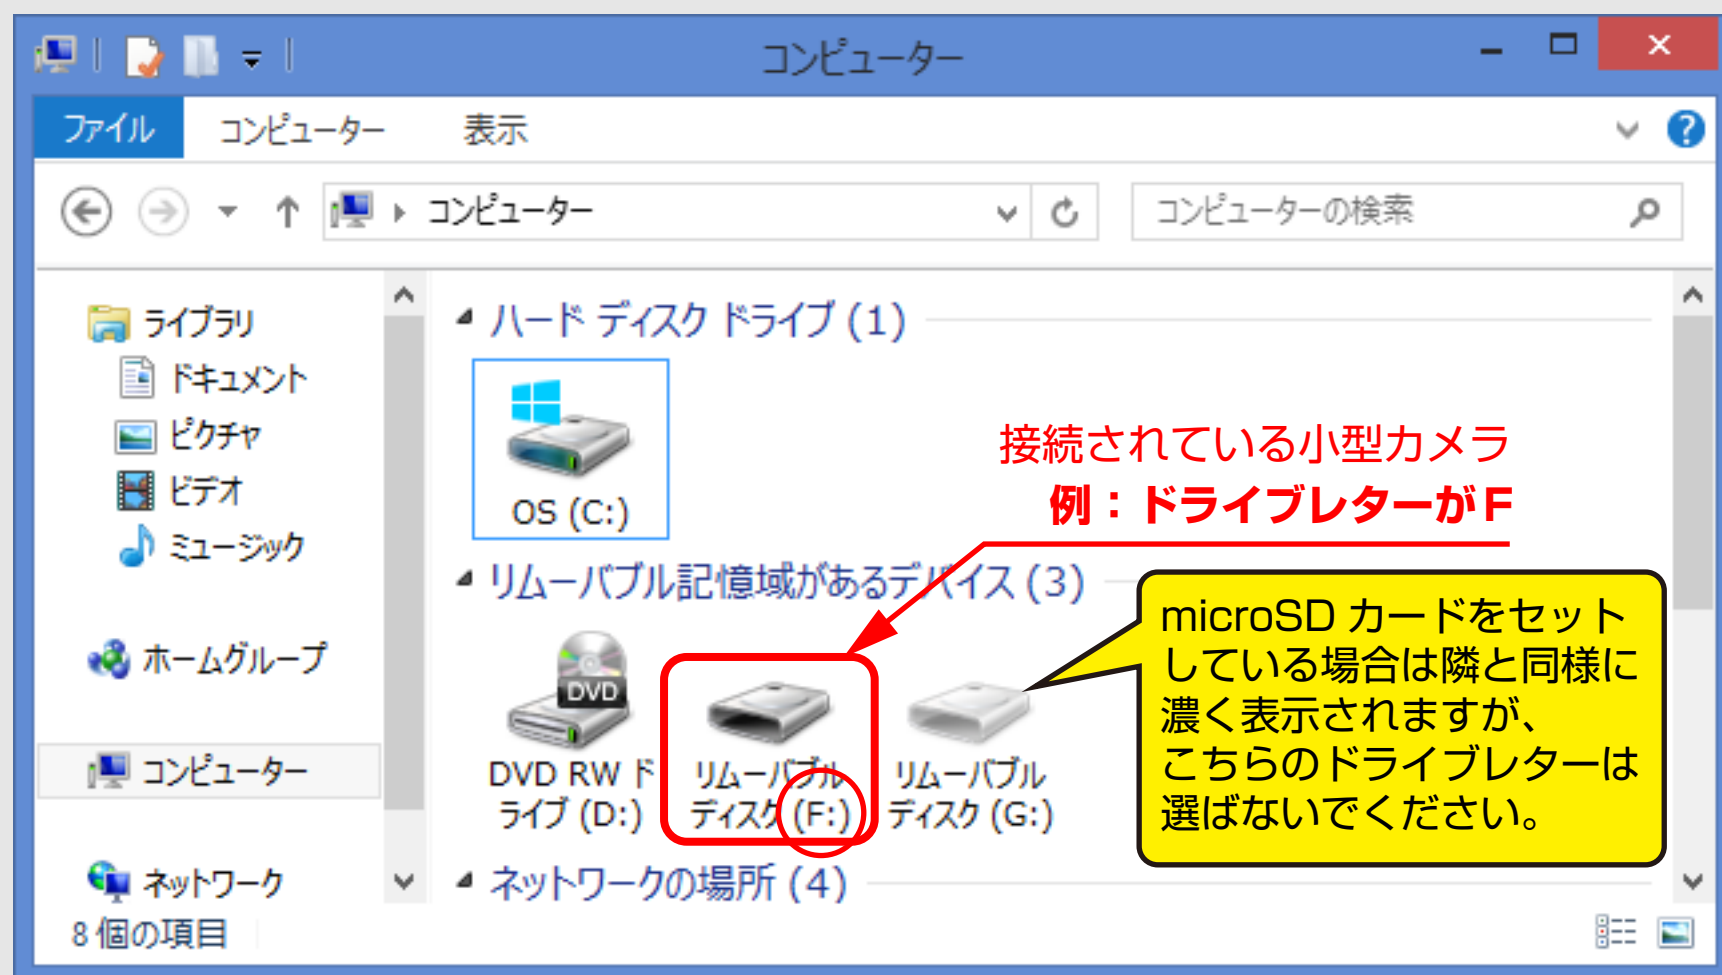 コンピューター
ファイル コンピューター 表示
コンピューター
コンピューターの検索
ライブラリ
ドキュメント
ピクチャ
ビデオ
ミュージック
ホームグループ
コンピューター
ネットワーク
ハード ディスク ドライブ (1)
OS (C:)
接続されている小型カメラ
例：ドライブレターがF
リムーバブル記憶域があるデバイス (3)
DVD
DVD RW ド
ライブ (D:)
リムーバブル
ディスク (F:)
リムーバブル
ディスク (G:)
microSD カードをセット
している場合は隣と同様に
濃く表示されますが、
こちらのドライブレターは
選ばないでください。
ネットワークの場所 (4)
8 個の項目